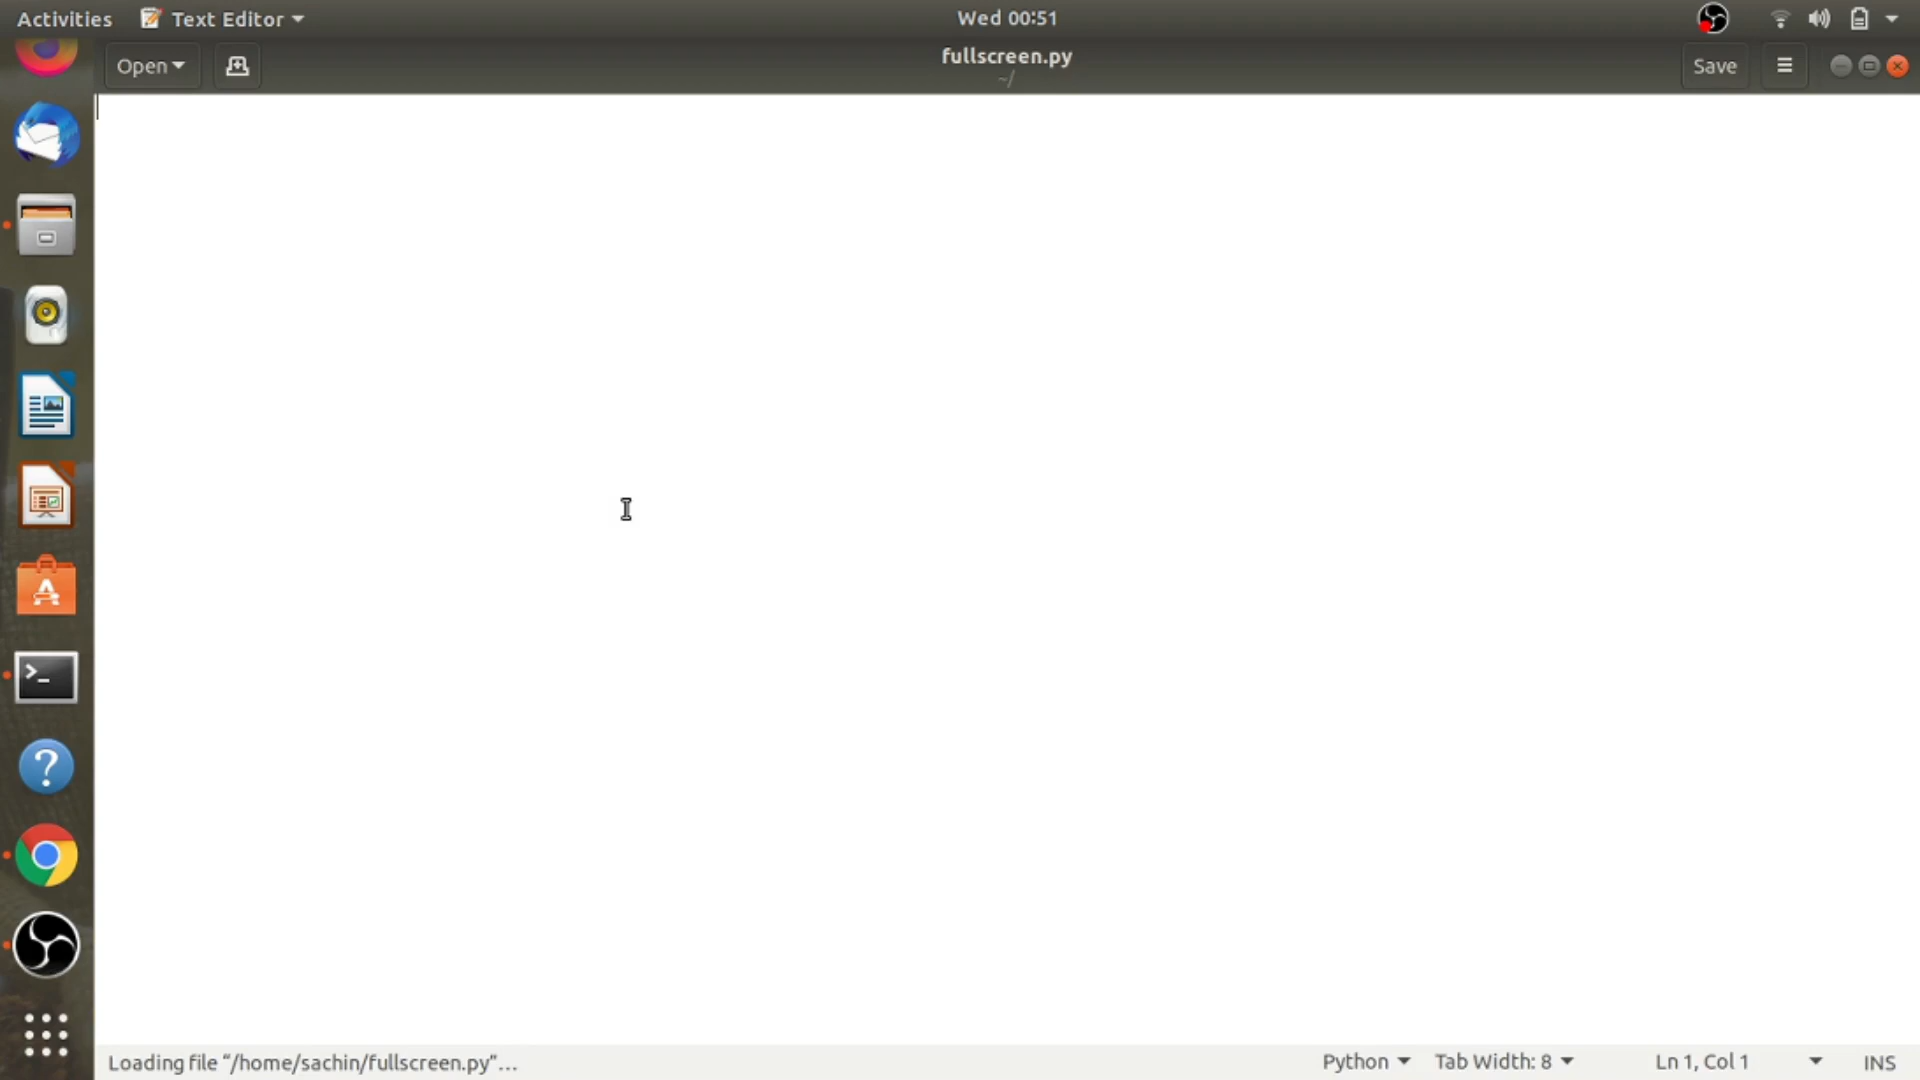 Activities Text Editor Wed 00:51
Open fullscreen.py Save
~/
Loading file “/home/sachin/fullscreen.py”... Python Tab Width: 8 Ln 1, Col 1 INS